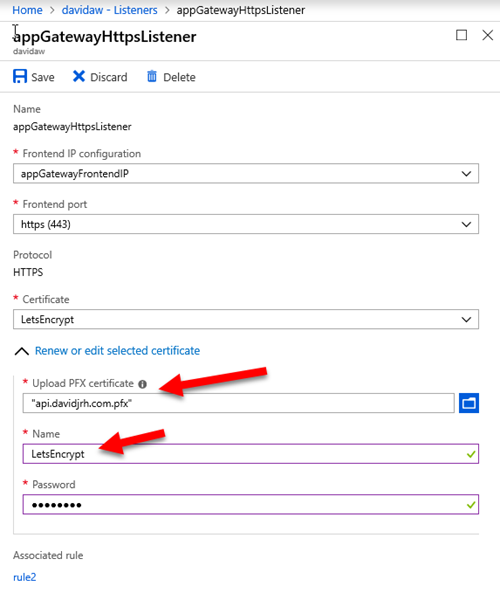 Home > davidaw - Listeners > appGatewayHttpsListener
appGatewayHttpsListener
davidaw
Save Discard Delete
Name
appGatewayHttpsListener
* Frontend IP configuration
appGatewayFrontendIP
* Frontend port
https (443)
Protocol
HTTPS
* Certificate
LetsEncrypt
Renew or edit selected certificate
* Upload PFX certificate
"api.davidjrh.com.pfx"
* Name
LetsEncrypt
* Password
●●●●●●●●
Associated rule
rule2